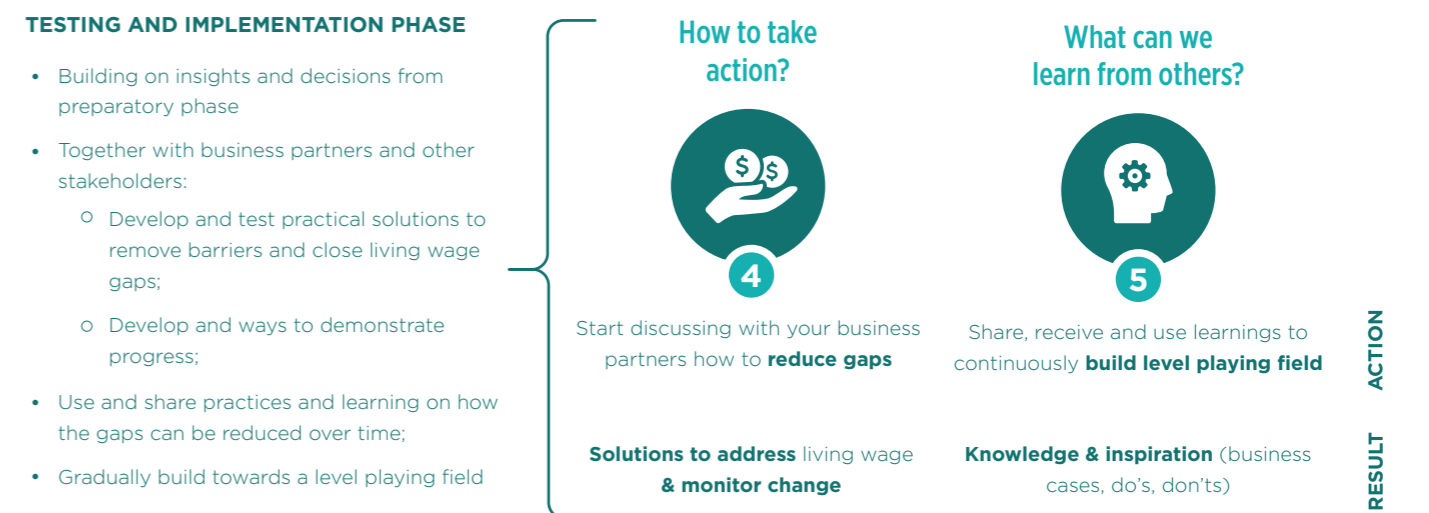 TESTING AND IMPLEMENTATION PHASE
• Building on insights and decisions from
preparatory phase
• Together with business partners and other
stakeholders:
○ Develop and test practical solutions to
remove barriers and close living wage
gaps;
○ Develop and ways to demonstrate
progress;
• Use and share practices and learning on how
the gaps can be reduced over time;
• Gradually build towards a level playing field
How to take
action?
$ $
4
Start discussing with your business
partners how to reduce gaps
Solutions to address living wage
& monitor change
What can we
learn from others?
5
Share, receive and use learnings to
continuously build level playing field
Knowledge & inspiration (business
cases, do's, don'ts)
ACTION
RESULT